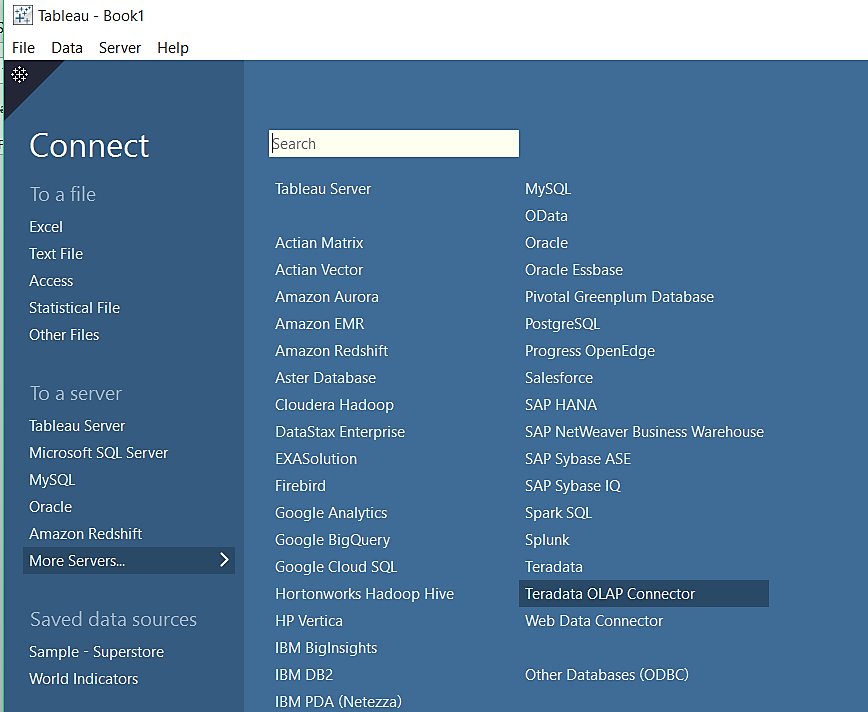 Tableau - Book1
File Data Server Help
Connect
To a file
Excel
Text File
Access
Statistical File
Other Files
To a server
Tableau Server
Microsoft SQL Server
MySQL
Oracle
Amazon Redshift
More Servers...
Saved data sources
Sample - Superstore
World Indicators
Search
Tableau Server
Actian Matrix
Actian Vector
Amazon Aurora
Amazon EMR
Amazon Redshift
Aster Database
Cloudera Hadoop
DataStax Enterprise
EXASolution
Firebird
Google Analytics
Google BigQuery
Google Cloud SQL
Hortonworks Hadoop Hive
HP Vertica
IBM BigInsights
IBM DB2
IBM PDA (Netezza)
MySQL
OData
Oracle
Oracle Essbase
Pivotal Greenplum Database
PostgreSQL
Progress OpenEdge
Salesforce
SAP HANA
SAP NetWeaver Business Warehouse
SAP Sybase ASE
SAP Sybase IQ
Spark SQL
Splunk
Teradata
Teradata OLAP Connector
Web Data Connector
Other Databases (ODBC)